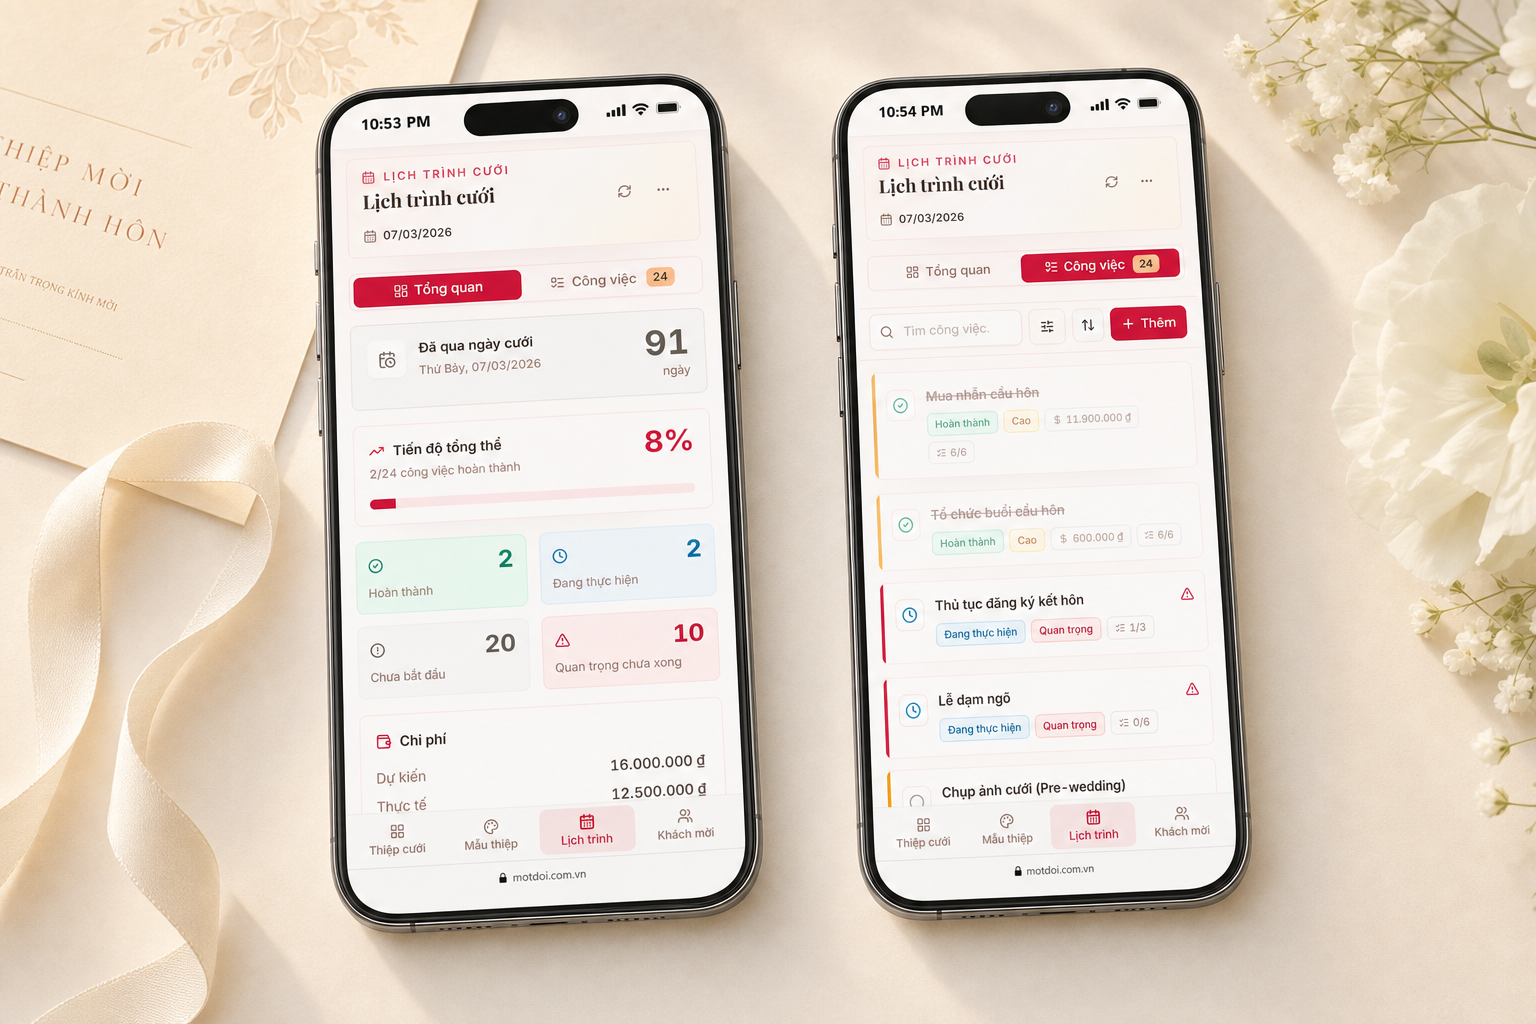 THIỆP MỜI
THÀNH HÔN
TRÂN TRỌNG KÍNH MỜI
10:53 PM
LỊCH TRÌNH CƯỚI
Lịch trình cưới
07/03/2026
Tổng quan
Công việc 24
Đã qua ngày cưới
Thứ Bảy, 07/03/2026
91
ngày
Tiến độ tổng thể
2/24 công việc hoàn thành
8%
2
Hoàn thành
2
Đang thực hiện
20
Chưa bắt đầu
10
Quan trọng chưa xong
Chi phí
Dự kiến 16.000.000 ₫
Thực tế 12.500.000 ₫
Thiệp cưới
Mẫu thiệp
Lịch trình
Khách mời
motdoi.com.vn
10:54 PM
LỊCH TRÌNH CƯỚI
Lịch trình cưới
07/03/2026
Tổng quan
Công việc 24
Tìm công việc.
+ Thêm
Mua nhẫn cầu hôn
Hoàn thành Cao $ 11.900.000 ₫
6/6
Tổ chức buổi cầu hôn
Hoàn thành Cao $ 600.000 ₫ 6/6
Thủ tục đăng ký kết hôn
Đang thực hiện Quan trọng 1/3
Lễ dạm ngõ
Đang thực hiện Quan trọng 0/6
Chụp ảnh cưới (Pre-wedding)
Thiệp cưới
Mẫu thiệp
Lịch trình
Khách mời
motdoi.com.vn